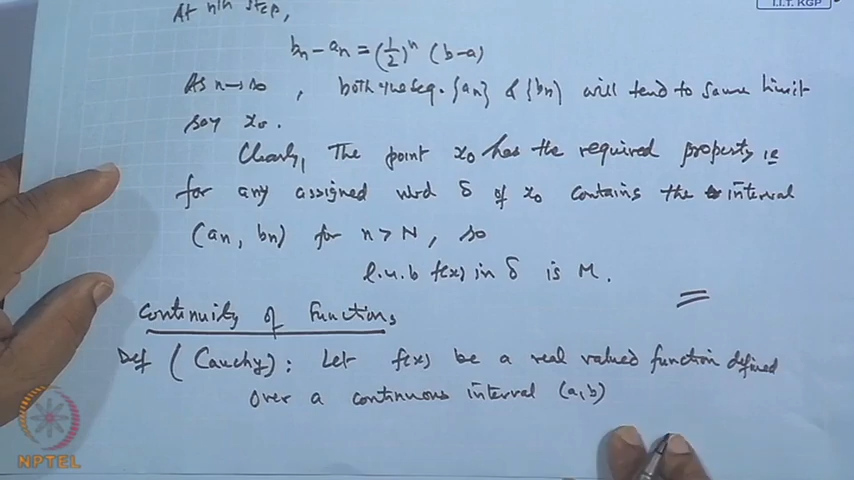 I.I.T. KGP
At nth step,
bn − an = (1/2)^n (b−a)
As n→∞, both the seq. {an} & {bn} will tend to same limit
say x0.
Clearly, The point x0 has the required property ie
for any assigned nbrd δ of x0 contains the interval
(an, bn) for n > N, so
l.u.b f(x) in δ is M.
Continuity of Functions
Def (Cauchy): Let f(x) be a real valued function defined
over a continuous interval (a,b)
NPTEL